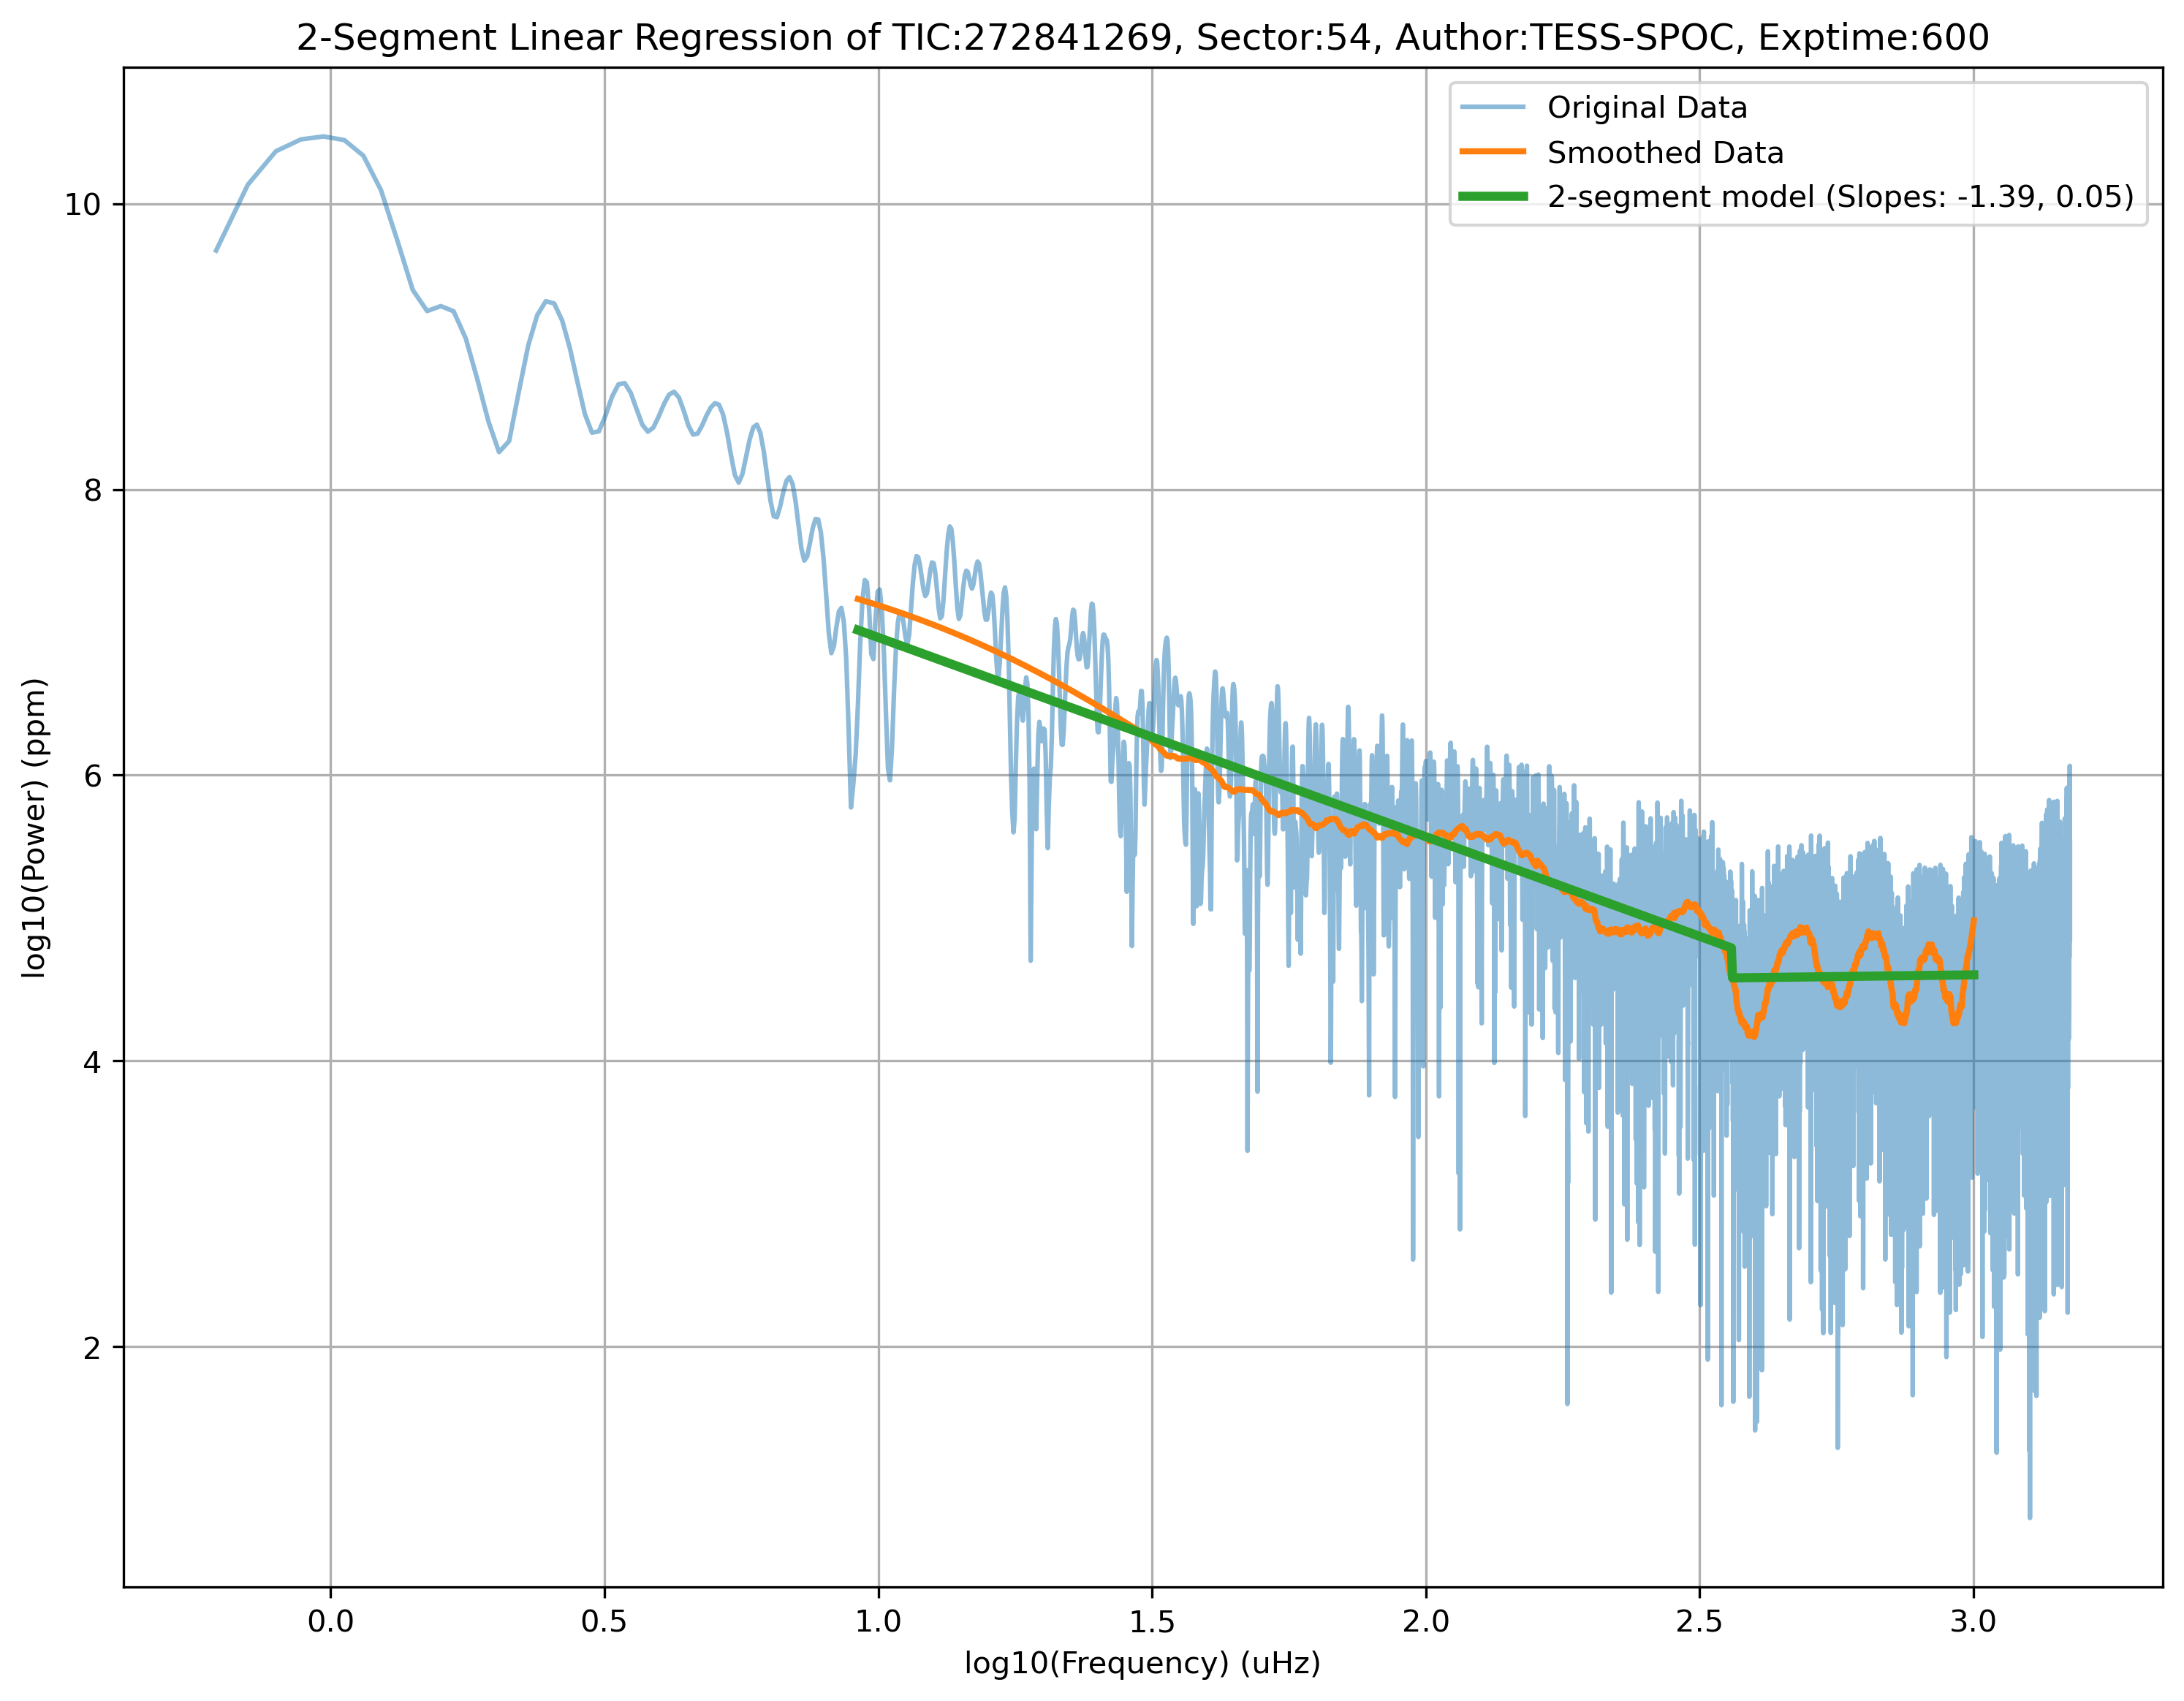 2-Segment Linear Regression of TIC:272841269, Sector:54, Author:TESS-SPOC, Exptime:600
Original Data
Smoothed Data
2-segment model (Slopes: -1.39, 0.05)
log10(Power) (ppm)
10
8
6
4
2
0.0 0.5 1.0 1.5 2.0 2.5 3.0
log10(Frequency) (uHz)